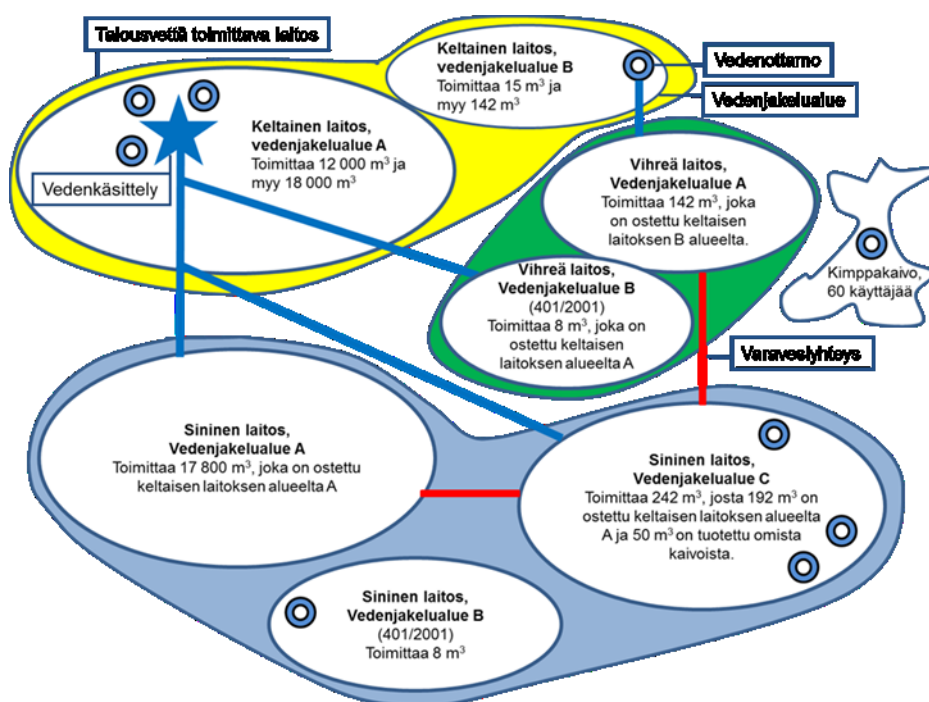 Talousvettä toimittava laitos
Keltainen laitos,
vedenjakelualue B
Toimittaa 15 m³ ja
myy 142 m³
Vedenottamo
Vedenjakelualue
Keltainen laitos,
vedenjakelualue A
Toimittaa 12 000 m³ ja
myy 18 000 m³
Vedenkäsittely
Vihreä laitos,
Vedenjakelualue A
Toimittaa 142 m³, joka
on ostettu keltaisen
laitoksen B alueelta.
Kimppakaivo,
60 käyttäjää
Vihreä laitos,
Vedenjakelualue B
(401/2001)
Toimittaa 8 m³, joka on
ostettu keltaisen
laitoksen alueelta A
Varavesiyhteys
Sininen laitos,
Vedenjakelualue A
Toimittaa 17 800 m³, joka on ostettu
keltaisen laitoksen alueelta A
Sininen laitos,
Vedenjakelualue C
Toimittaa 242 m³, josta 192 m³ on
ostettu keltaisen laitoksen alueelta
A ja 50 m³ on tuotettu omista
kaivoista.
Sininen laitos,
Vedenjakelualue B
(401/2001)
Toimittaa 8 m³